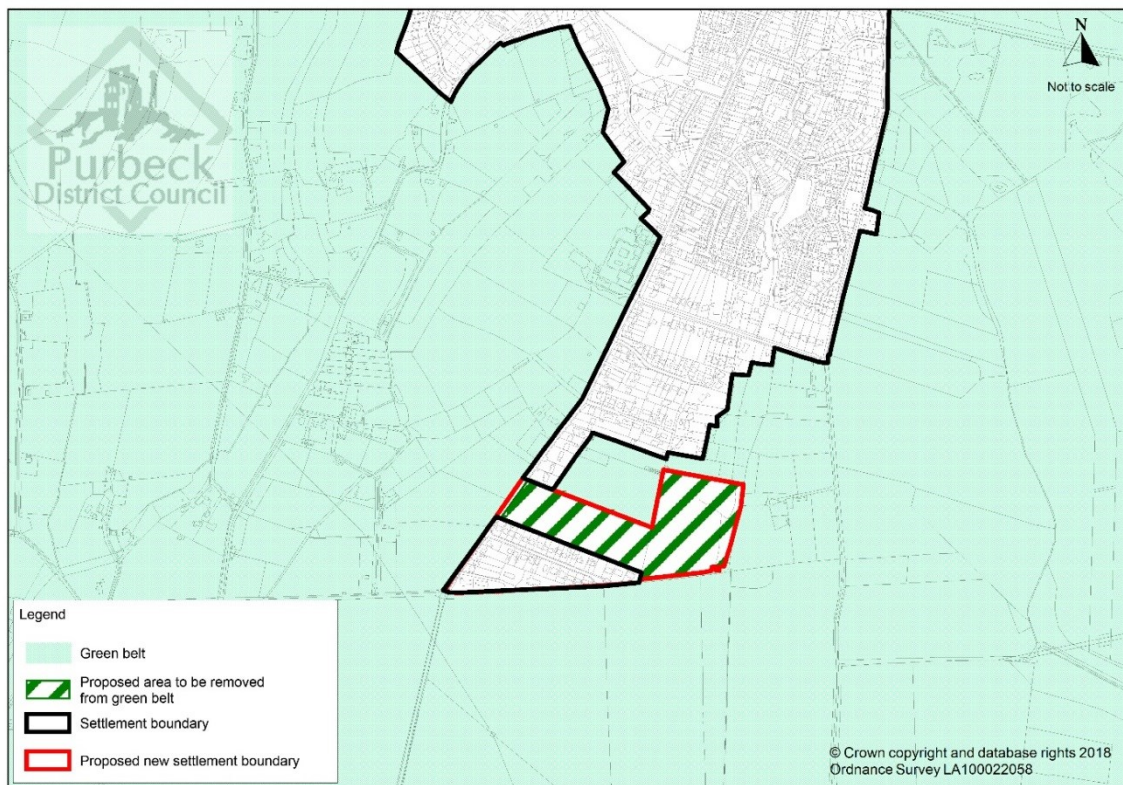 Purbeck
District Council
N
Not to scale
Legend
Green belt
Proposed area to be removed
from green belt
Settlement boundary
Proposed new settlement boundary
© Crown copyright and database rights 2018
Ordnance Survey LA100022058